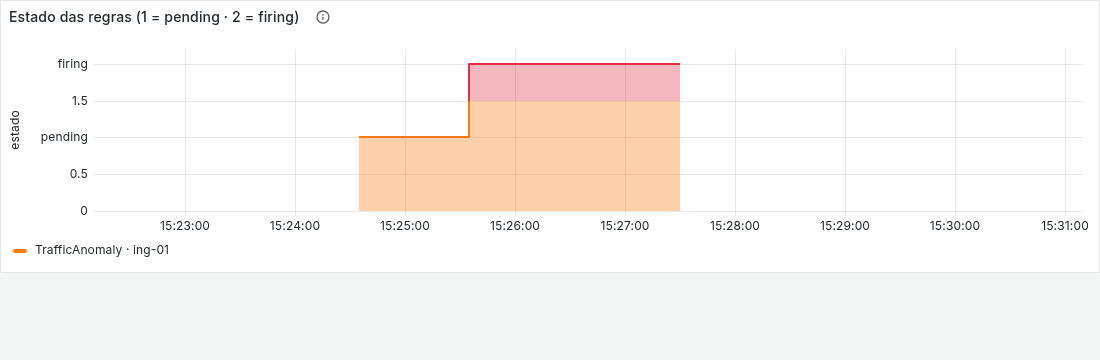 Estado das regras (1 = pending · 2 = firing)
firing
1.5
pending
0.5
0
estado
15:23:00 15:24:00 15:25:00 15:26:00 15:27:00 15:28:00 15:29:00 15:30:00 15:31:00
TrafficAnomaly · ing-01